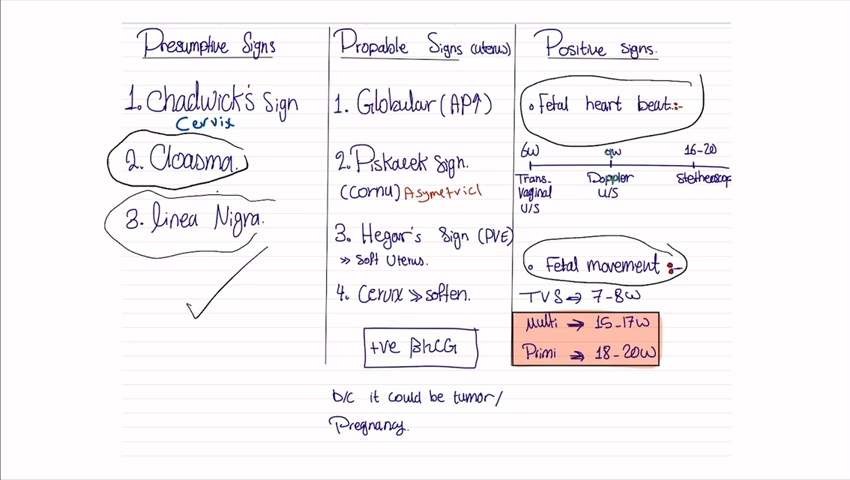 Presumptive Signs
1. Chadwick's Sign
Cervix
2. Cloasma.
3. linea Nigra.
Propable Signs (uterus)
1. Globular (AP↑)
2. Piskacek Sign.
(Cornu) Asymetricl
3. Hegar's Sign (PVE)
» Soft Uterus.
4. Cervix » soften.
+ve βhCG
b/c it could be tumor/
Pregnancy.
Positive signs.
• Fetal heart beat:-
6w 9w 16-20
Trans- Doppler Stethescop
vaginal U/S
U/S
• Fetal movement:-
TVS → 7-8w
Multi → 15-17w
Primi → 18-20w